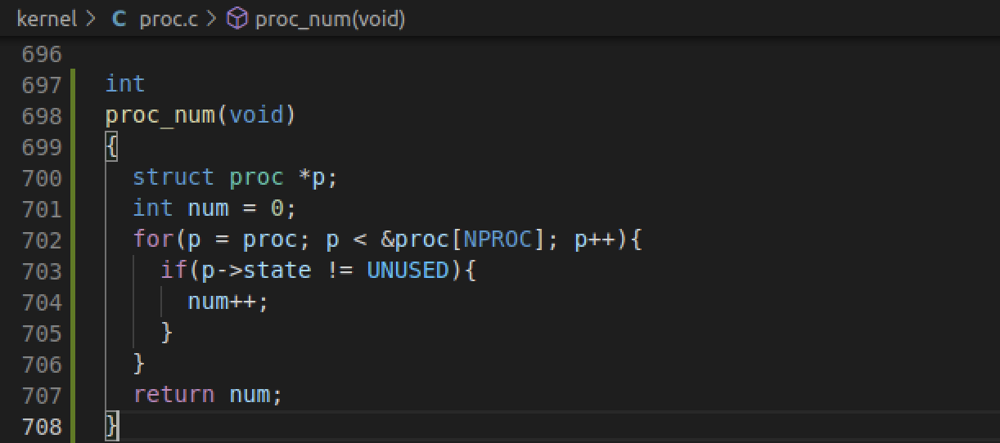 kernel > C proc.c > proc_num(void)
696
697 int
698 proc_num(void)
699 {
700   struct proc *p;
701   int num = 0;
702   for(p = proc; p < &proc[NPROC]; p++){
703     if(p->state != UNUSED){
704       num++;
705     }
706   }
707   return num;
708 }